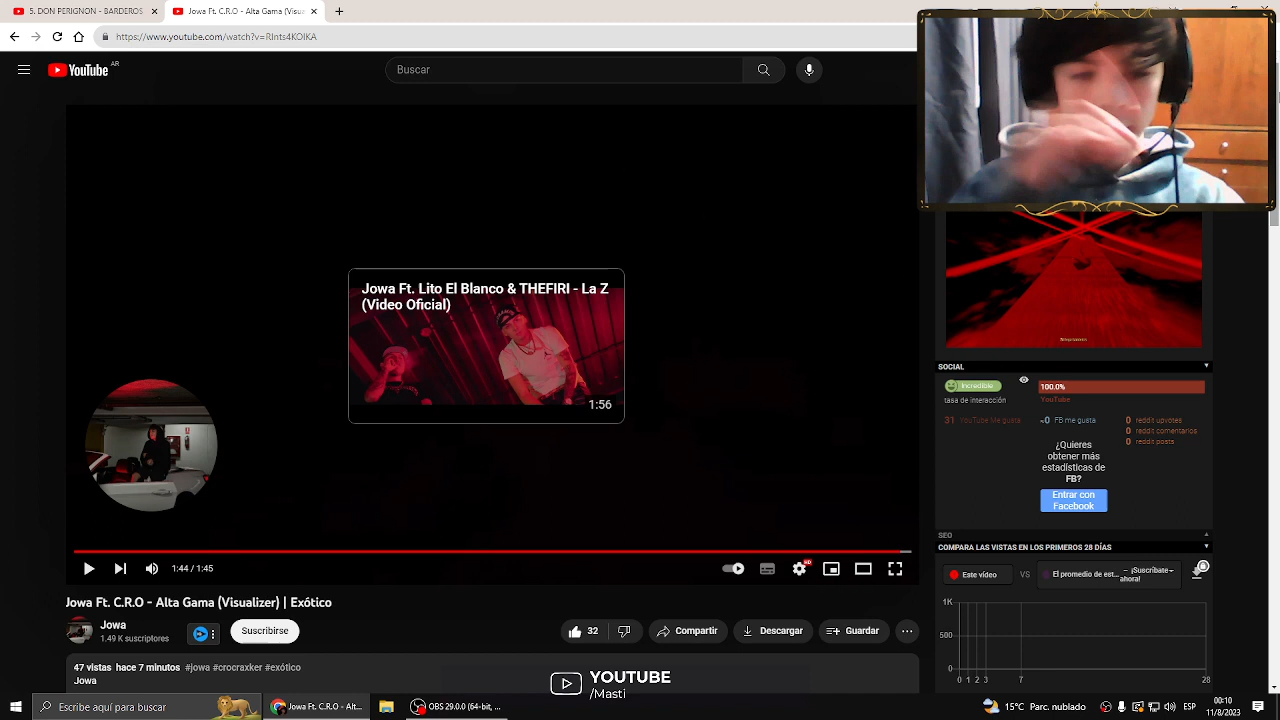 5. DON PERIGNON - BARDEROS
Jowa Ft. C.R.O - Alta Gama (Visua
https://www.youtube.com/watch?v=Rints4KOIKA
YouTube AR
Buscar
Jowa Ft. Lito El Blanco & THEFIRI - La Z
(Video Oficial)
1:56
1:44 / 1:45
HD
Jowa Ft. C.R.O - Alta Gama (Visualizer) | Exótico
Jowa
1.49 K suscriptores
Suscribirse
32
Compartir
Descargar
Guardar
47 vistas hace 7 minutos #jowa #rocraxker #exótico
Jowa
YOUTUBE
SOCIAL
Incredible
tasa de interacción
100.0%
YouTube
31 YouTube Me gusta
~0 FB me gusta
0 reddit upvotes
0 reddit comentarios
0 reddit posts
¿Quieres
obtener más
estadísticas de
FB?
Entrar con
Facebook
SEO
COMPARA LAS VISTAS EN LOS PRIMEROS 28 DÍAS
Este vídeo
VS
El promedio de est... – ¡Suscríbate
ahora!
1K
500
0
0 1 2 3 7 28
Escribe aquí para buscar
Jowa Ft. C.R.O - Alt...
OBS 29.0.0 (64-bit, ...
15°C Parc. nublado
ESP
00:10
11/8/2023